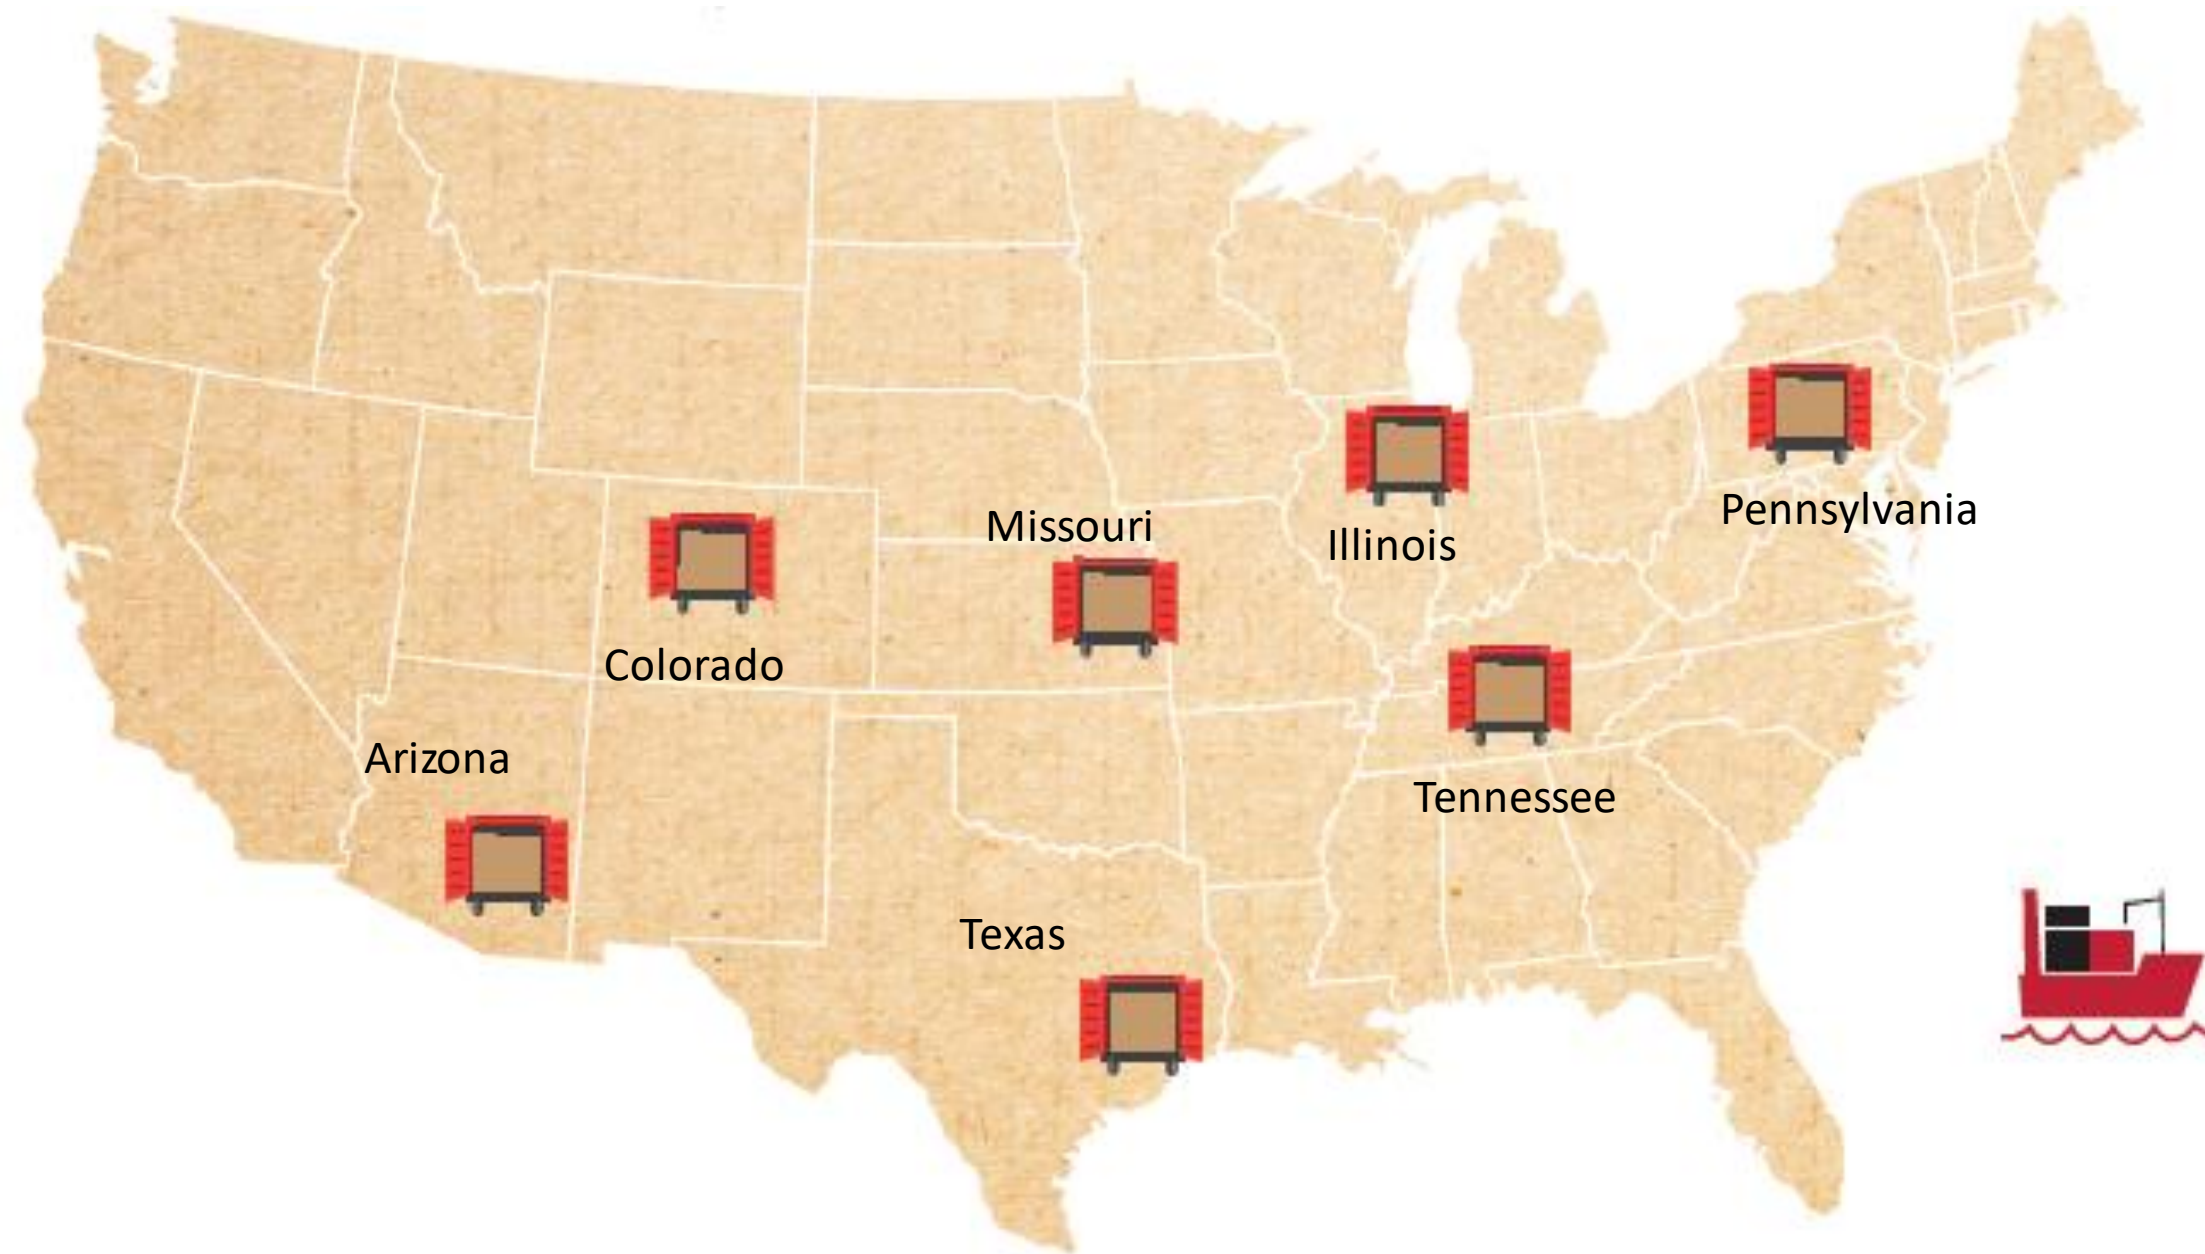 Missouri
Illinois
Pennsylvania
Colorado
Arizona
Tennessee
Texas